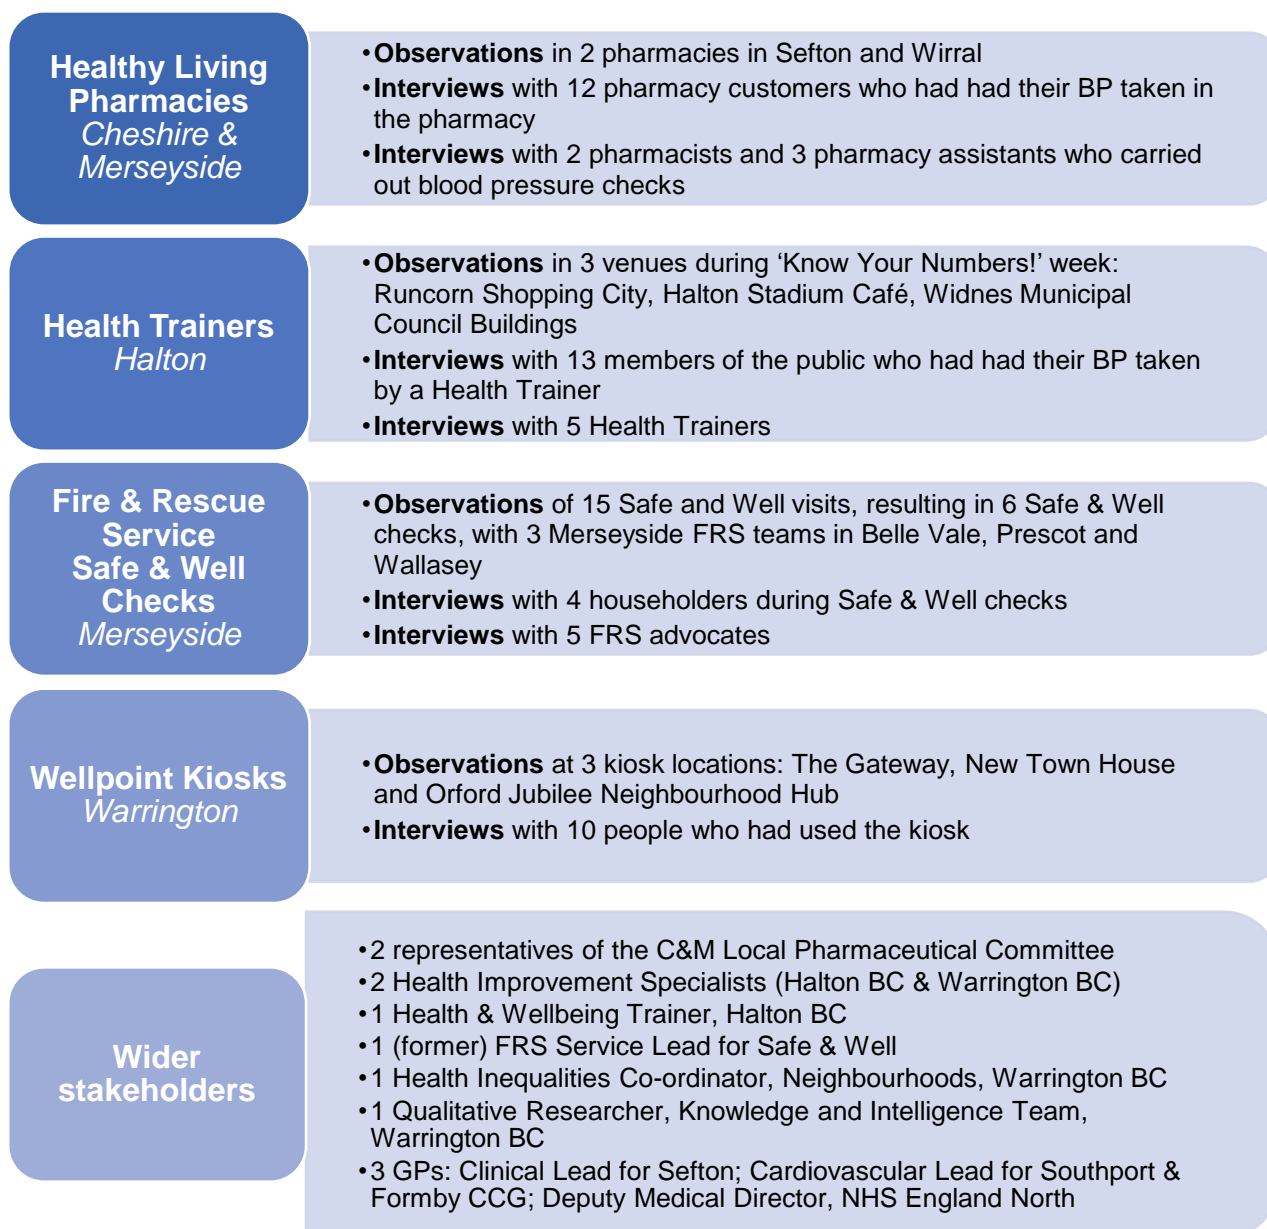 Healthy Living
Pharmacies
Cheshire &
Merseyside
•Observations in 2 pharmacies in Sefton and Wirral
•Interviews with 12 pharmacy customers who had had their BP taken in
the pharmacy
•Interviews with 2 pharmacists and 3 pharmacy assistants who carried
out blood pressure checks
Health Trainers
Halton
•Observations in 3 venues during ‘Know Your Numbers!’ week:
Runcorn Shopping City, Halton Stadium Café, Widnes Municipal
Council Buildings
•Interviews with 13 members of the public who had had their BP taken
by a Health Trainer
•Interviews with 5 Health Trainers
Fire & Rescue
Service
Safe & Well
Checks
Merseyside
•Observations of 15 Safe and Well visits, resulting in 6 Safe & Well
checks, with 3 Merseyside FRS teams in Belle Vale, Prescot and
Wallasey
•Interviews with 4 householders during Safe & Well checks
•Interviews with 5 FRS advocates
Wellpoint Kiosks
Warrington
•Observations at 3 kiosk locations: The Gateway, New Town House
and Orford Jubilee Neighbourhood Hub
•Interviews with 10 people who had used the kiosk
Wider
stakeholders
•2 representatives of the C&M Local Pharmaceutical Committee
•2 Health Improvement Specialists (Halton BC & Warrington BC)
•1 Health & Wellbeing Trainer, Halton BC
•1 (former) FRS Service Lead for Safe & Well
•1 Health Inequalities Co-ordinator, Neighbourhoods, Warrington BC
•1 Qualitative Researcher, Knowledge and Intelligence Team,
Warrington BC
•3 GPs: Clinical Lead for Sefton; Cardiovascular Lead for Southport &
Formby CCG; Deputy Medical Director, NHS England North